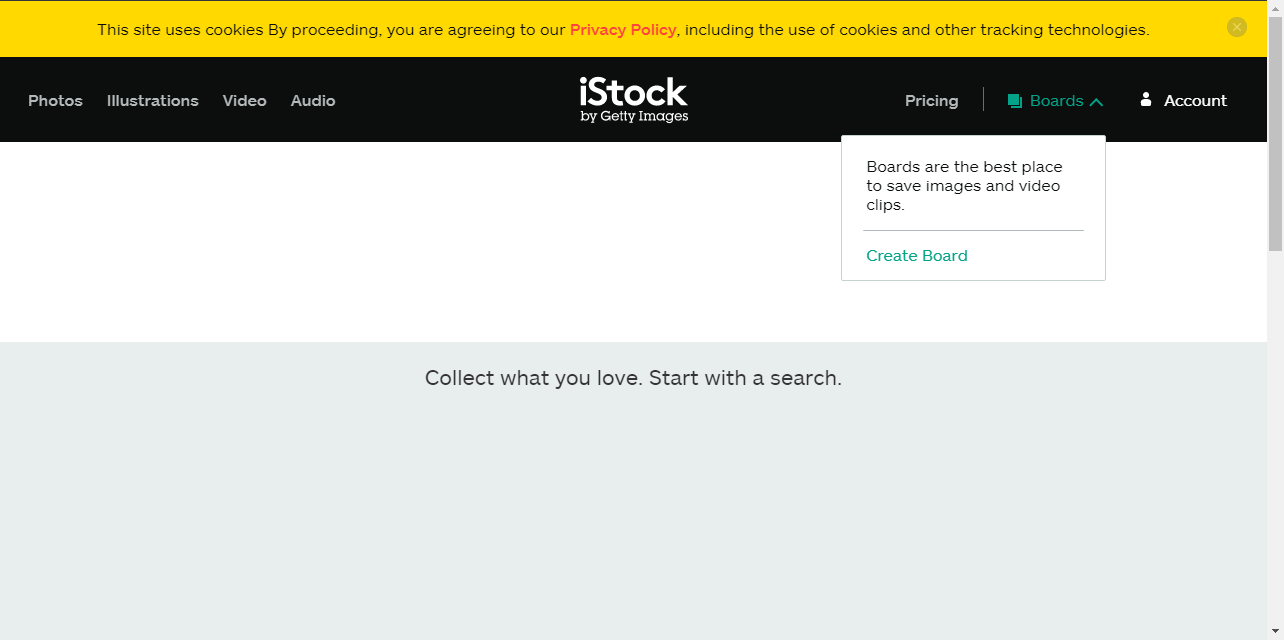 This site uses cookies By proceeding, you are agreeing to our Privacy Policy, including the use of cookies and other tracking technologies.
Photos Illustrations Video Audio
iStock
by Getty Images
Pricing Boards Account
Boards are the best place
to save images and video
clips.
Create Board
Collect what you love. Start with a search.